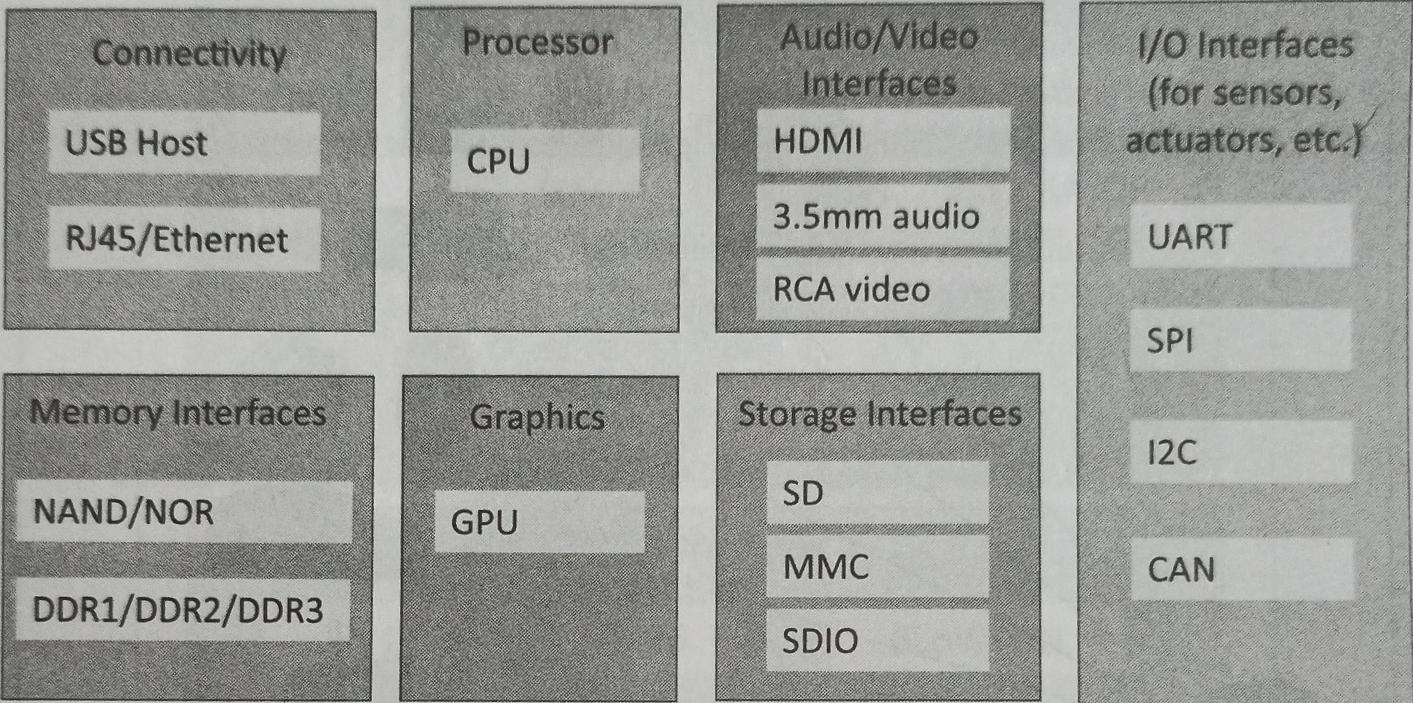 Connectivity
USB Host
RJ45/Ethernet
Processor
CPU
Audio/Video
Interfaces
HDMI
3.5mm audio
RCA video
I/O Interfaces
(for sensors,
actuators, etc.)
UART
SPI
I2C
CAN
Memory Interfaces
NAND/NOR
DDR1/DDR2/DDR3
Graphics
GPU
Storage Interfaces
SD
MMC
SDIO